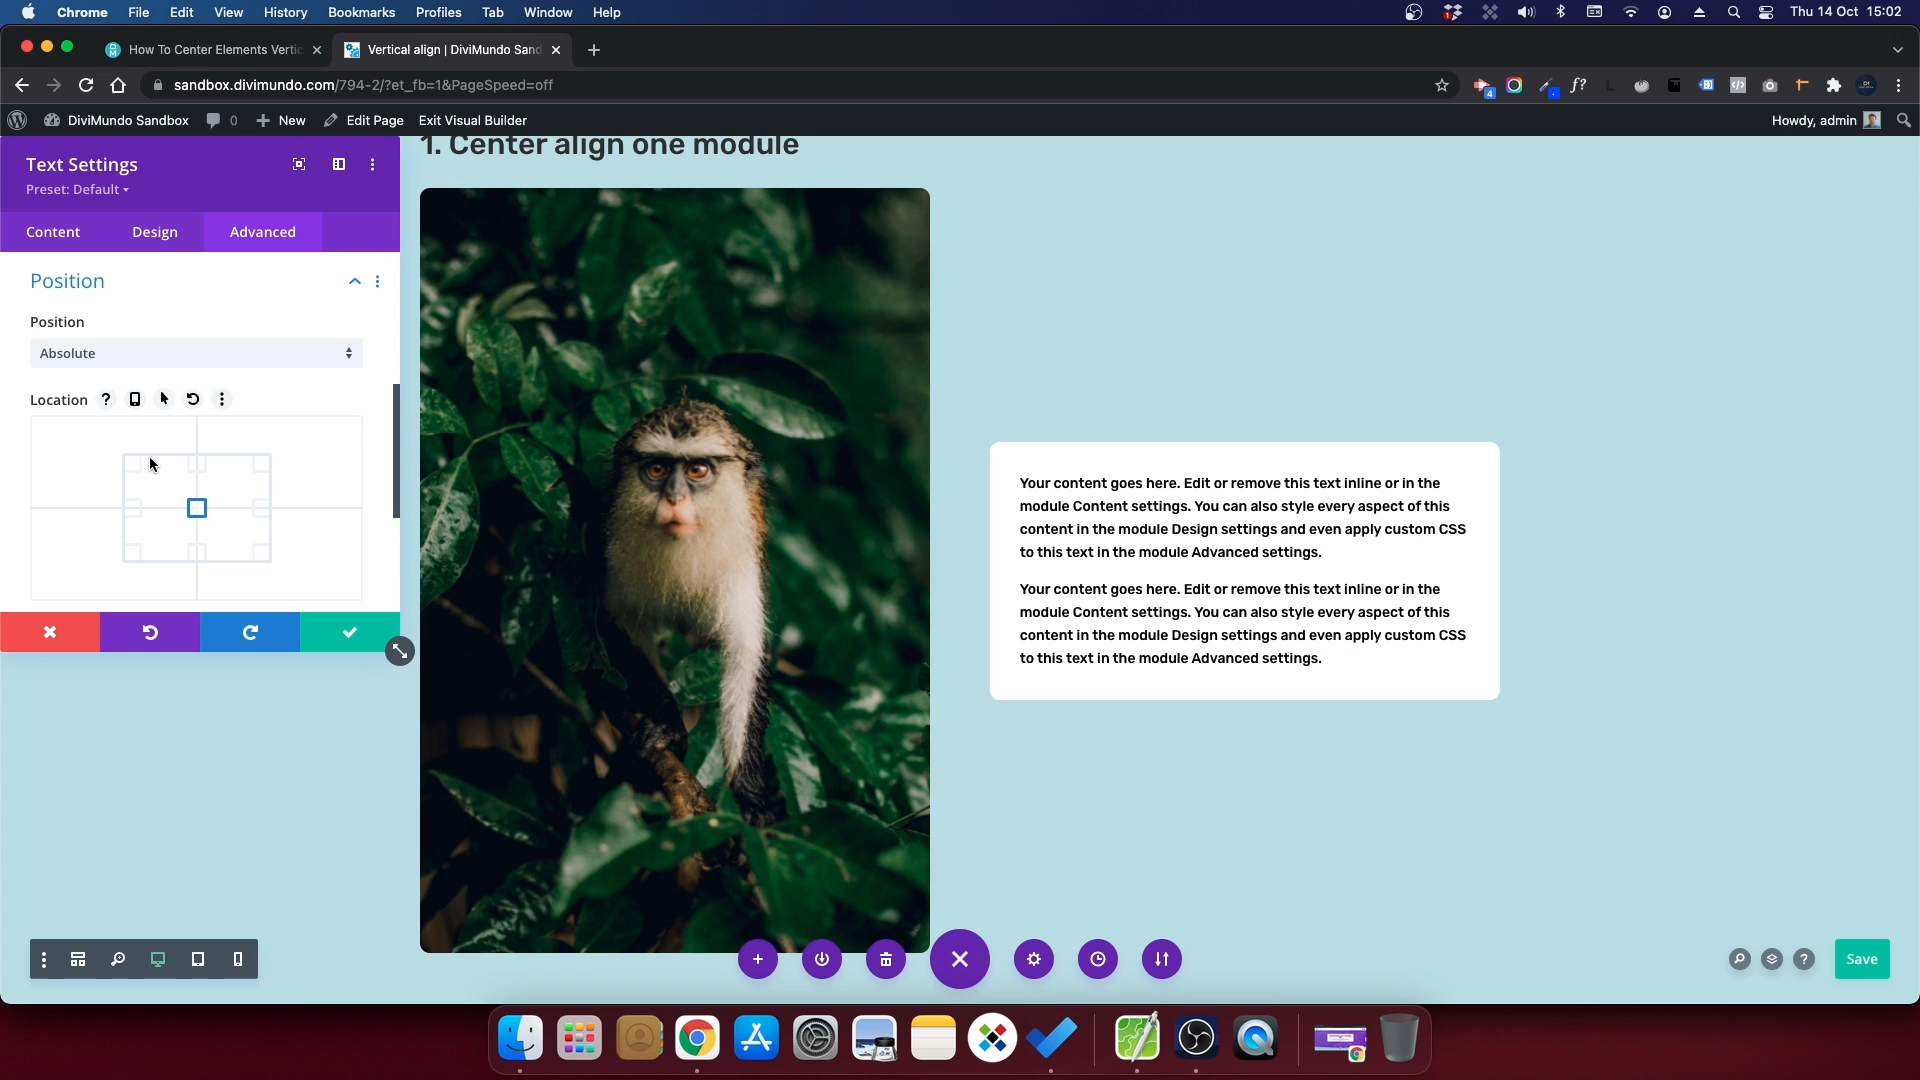 Chrome File Edit View History Bookmarks Profiles Tab Window Help Thu 14 Oct 15:02
How To Center Elements Vertic
Vertical align | DiviMundo Sand
sandbox.divimundo.com/794-2/?et_fb=1&PageSpeed=off
4
f?
DiviMundo Sandbox 0 New Edit Page Exit Visual Builder Howdy, admin
Text Settings
Preset: Default
Content Design Advanced
Position
Position
Absolute
Location ?
1. Center align one module
Your content goes here. Edit or remove this text inline or in the
module Content settings. You can also style every aspect of this
content in the module Design settings and even apply custom CSS
to this text in the module Advanced settings.
Your content goes here. Edit or remove this text inline or in the
module Content settings. You can also style every aspect of this
content in the module Design settings and even apply custom CSS
to this text in the module Advanced settings.
?
Save